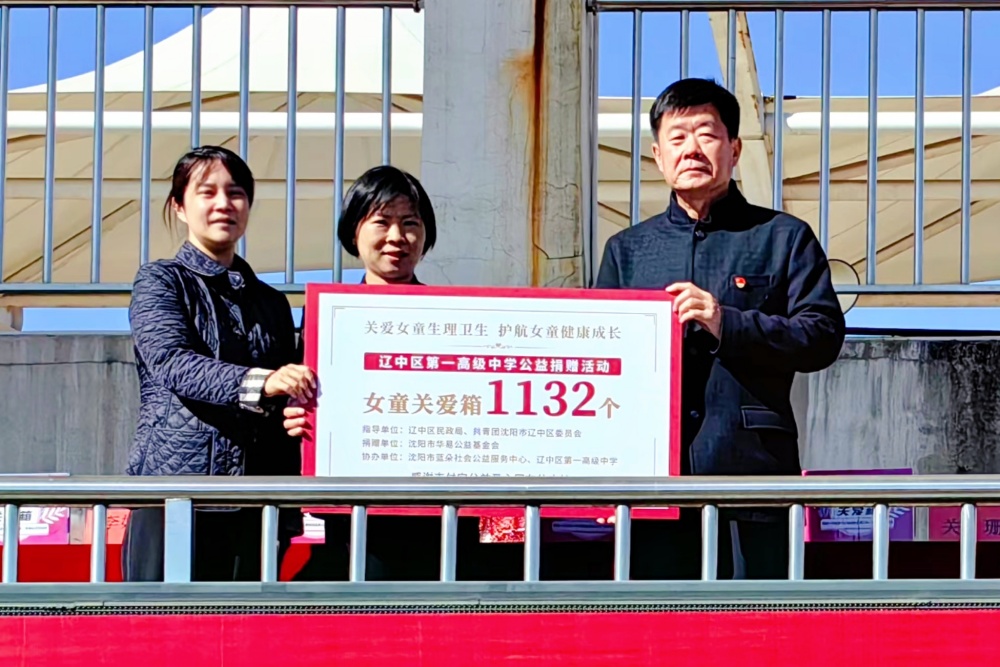 关爱女童生理卫生 护航女童健康成长
辽中区第一高级中学公益捐赠活动
女童关爱箱1132个
指导单位：辽中区民政局、共青团沈阳市辽中区委员会
捐赠单位：沈阳市华易公益基金会
协办单位：沈阳市蓝朵社会公益服务中心、辽中区第一高级中学
关爱
关
班